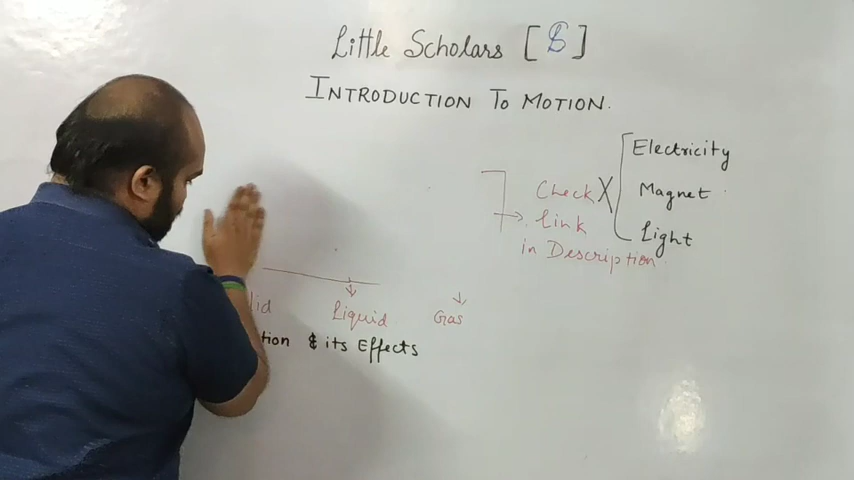 Little Scholars [S]
INTRODUCTION TO MOTION.
Electricity
Check X Magnet
Link Light
in Description
Liquid Gas
& its Effects